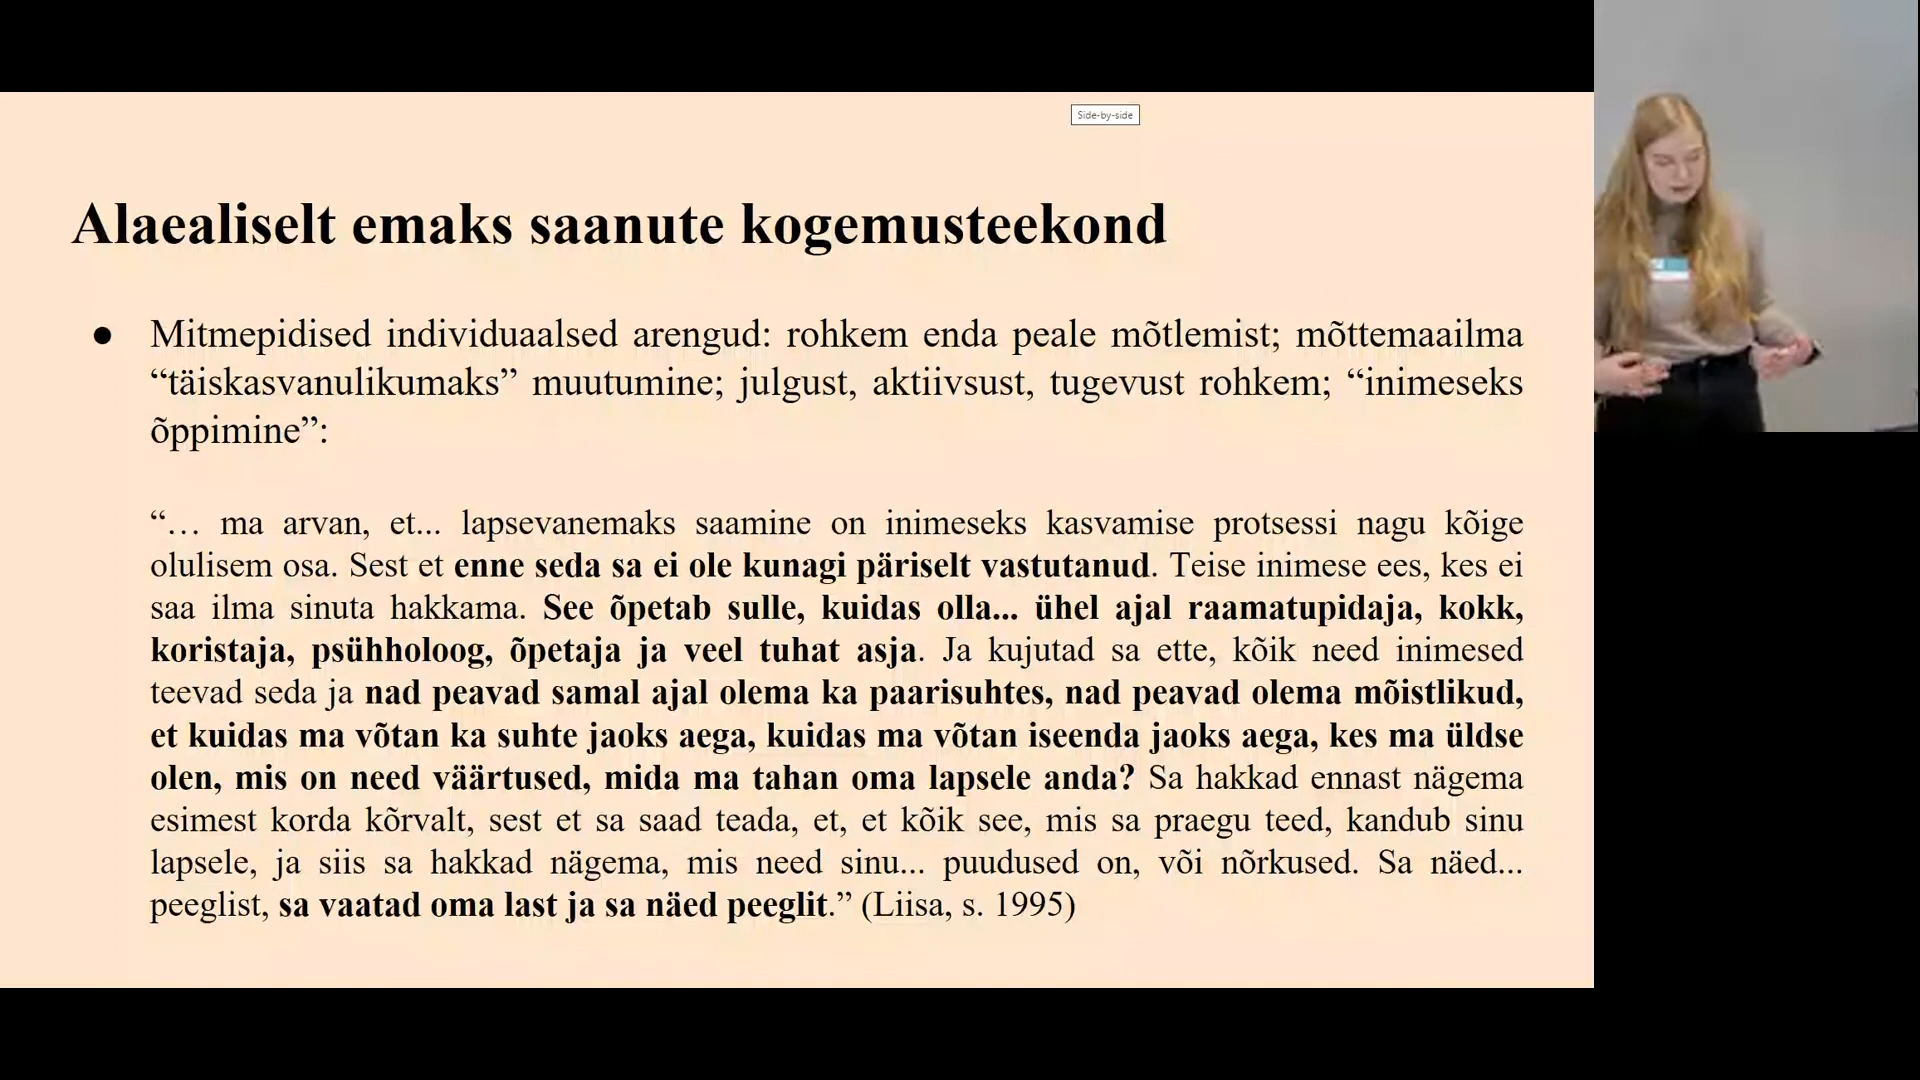 Side-by-side
Alaealiselt emaks saanute kogemusteekond
● Mitmepidised individuaalsed arengud: rohkem enda peale mõtlemist; mõttemaailma
“täiskasvanulikumaks” muutumine; julgust, aktiivsust, tugevust rohkem; “inimeseks
õppimine”:
“… ma arvan, et... lapsevanemaks saamine on inimeseks kasvamise protsessi nagu kõige
olulisem osa. Sest et enne seda sa ei ole kunagi päriselt vastutanud. Teise inimese ees, kes ei
saa ilma sinuta hakkama. See õpetab sulle, kuidas olla... ühel ajal raamatupidaja, kokk,
koristaja, psühholoog, õpetaja ja veel tuhat asja. Ja kujutad sa ette, kõik need inimesed
teevad seda ja nad peavad samal ajal olema ka paarisuhtes, nad peavad olema mõistlikud,
et kuidas ma võtan ka suhte jaoks aega, kuidas ma võtan iseenda jaoks aega, kes ma üldse
olen, mis on need väärtused, mida ma tahan oma lapsele anda? Sa hakkad ennast nägema
esimest korda kõrvalt, sest et sa saad teada, et, et kõik see, mis sa praegu teed, kandub sinu
lapsele, ja siis sa hakkad nägema, mis need sinu... puudused on, või nõrkused. Sa näed...
peeglist, sa vaatad oma last ja sa näed peeglit.” (Liisa, s. 1995)